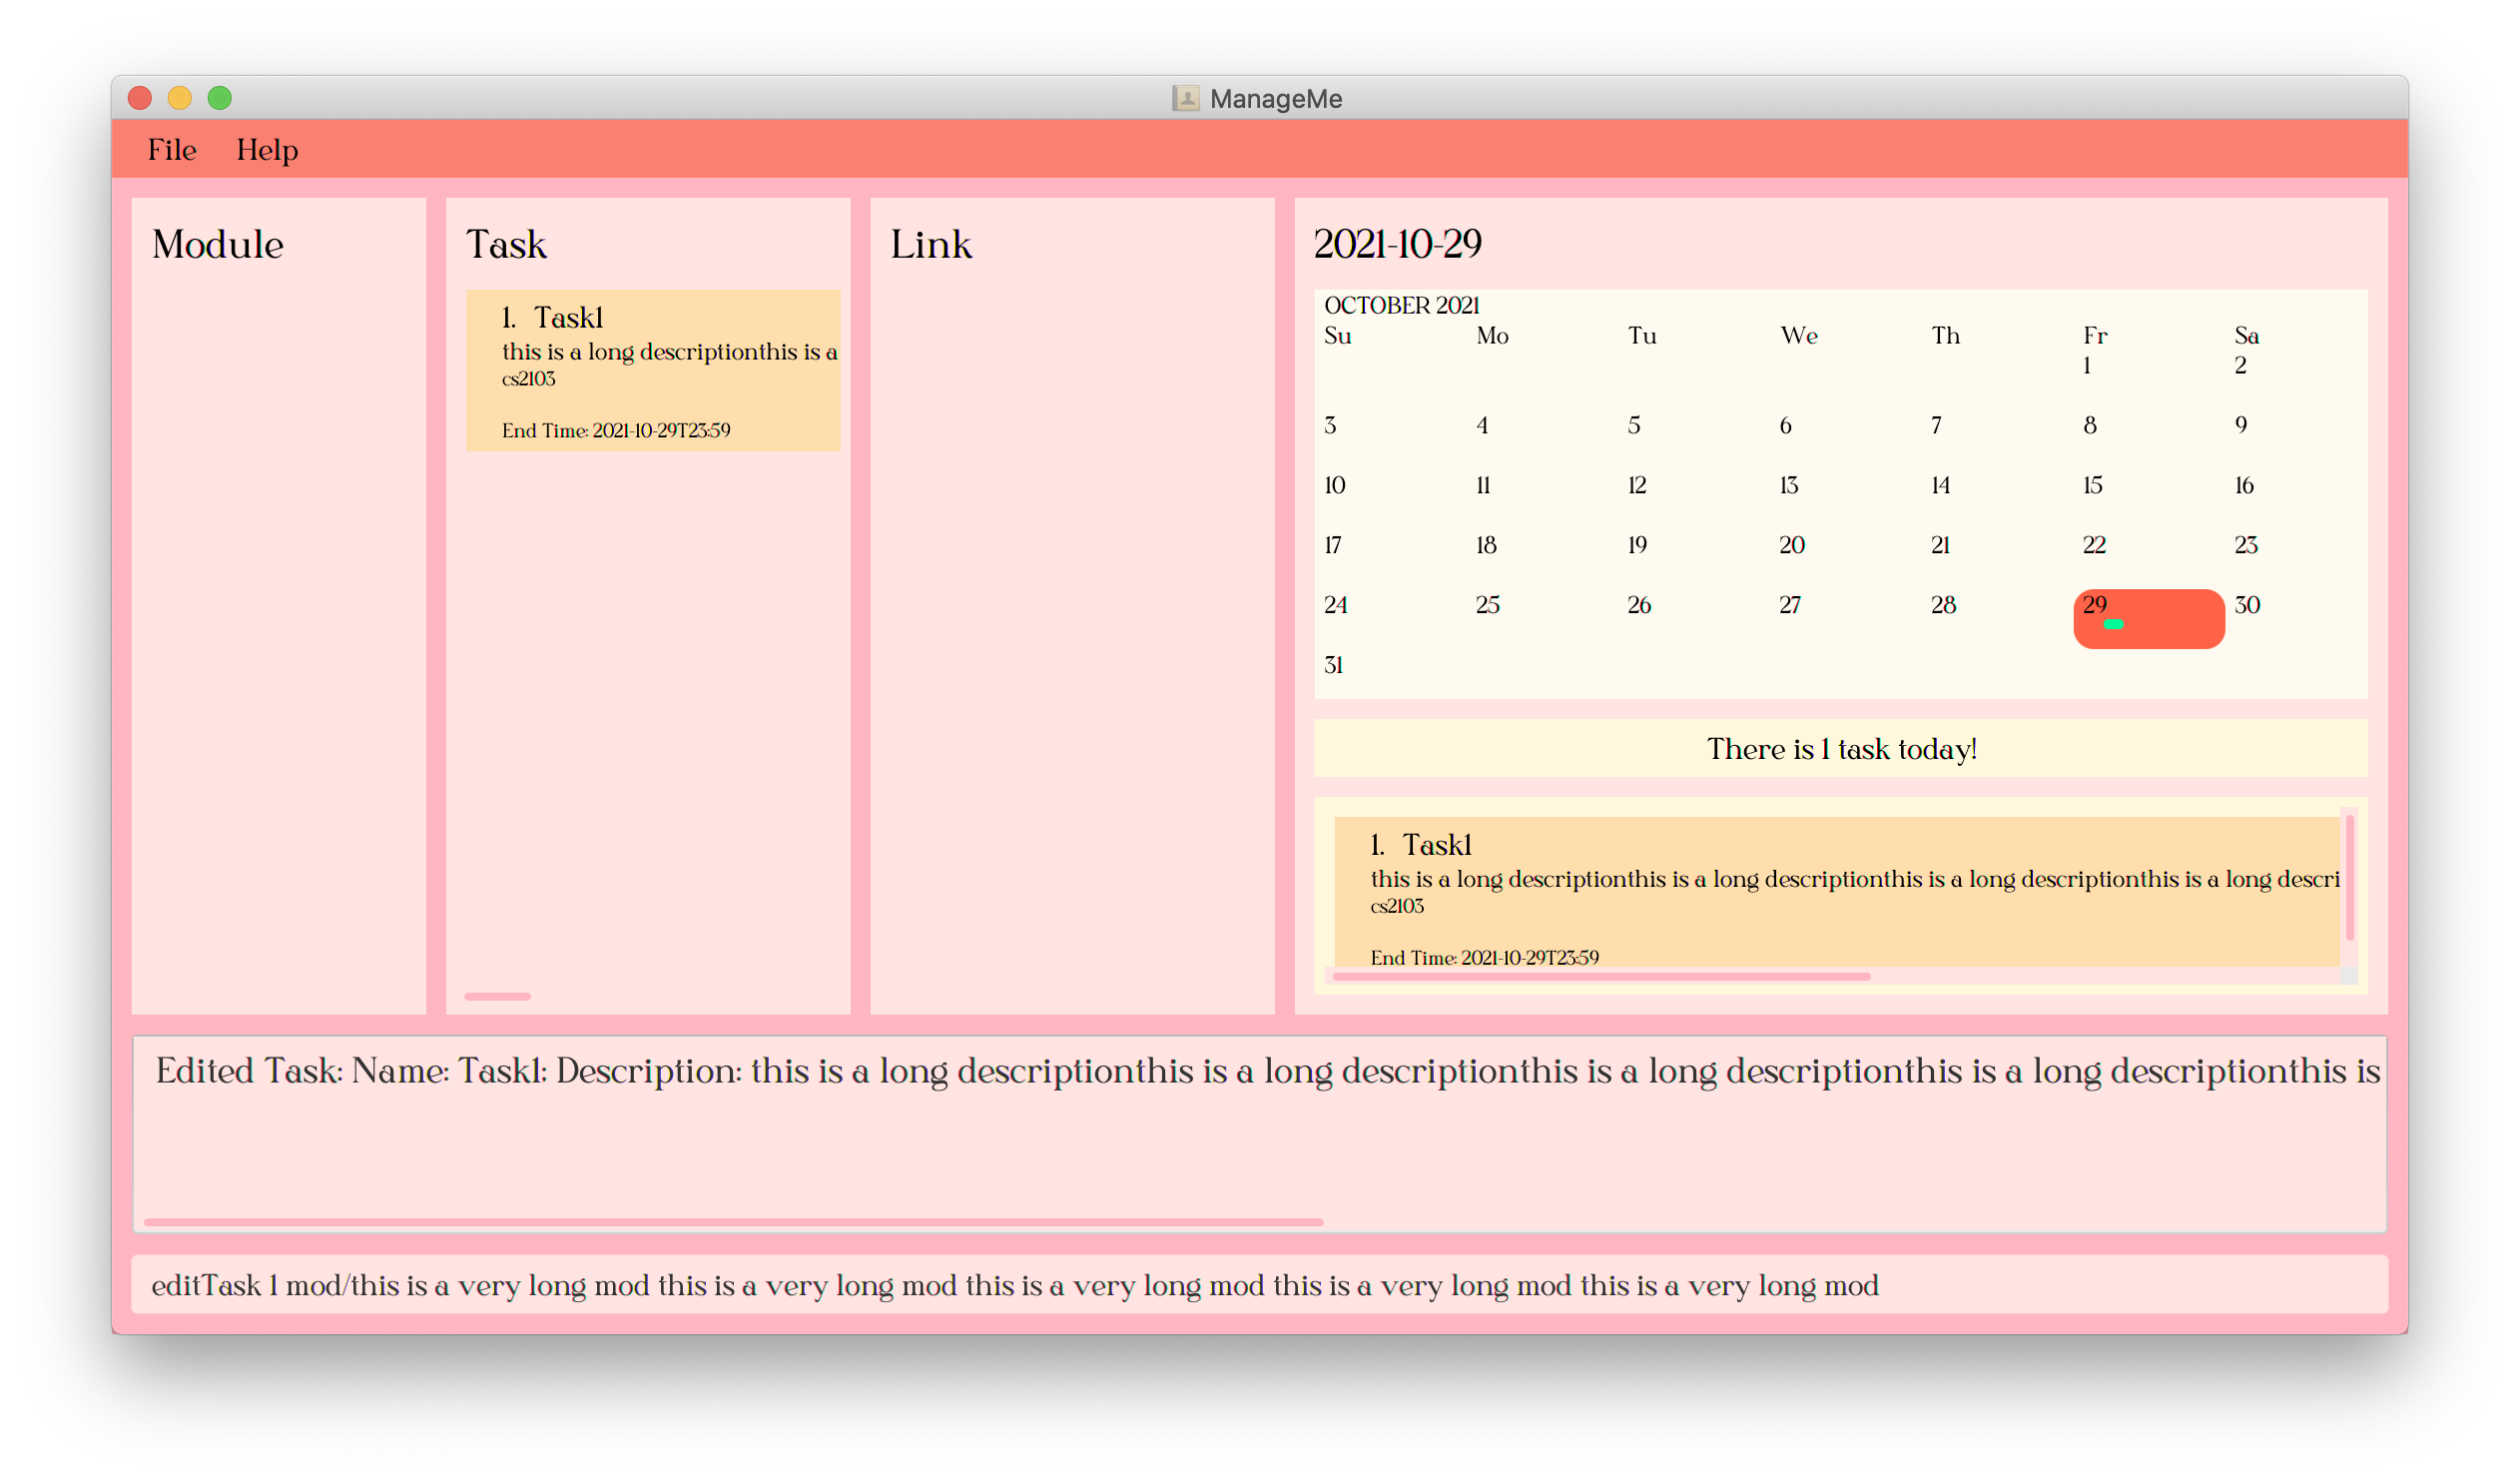 ManageMe
File Help
Module
Task
1. Task1
this is a long descriptionthis is a
cs2103
End Time: 2021-10-29T23:59
Link
2021-10-29
OCTOBER 2021
Su Mo Tu We Th Fr Sa
1 2
3 4 5 6 7 8 9
10 11 12 13 14 15 16
17 18 19 20 21 22 23
24 25 26 27 28 29 30
31
There is 1 task today!
1. Task1
this is a long descriptionthis is a long descriptionthis is a long descriptionthis is a long descri
cs2103
End Time: 2021-10-29T23:59
Edited Task: Name: Task1: Description: this is a long descriptionthis is a long descriptionthis is a long descriptionthis is a long descriptionthis is
editTask 1 mod/this is a very long mod this is a very long mod this is a very long mod this is a very long mod this is a very long mod